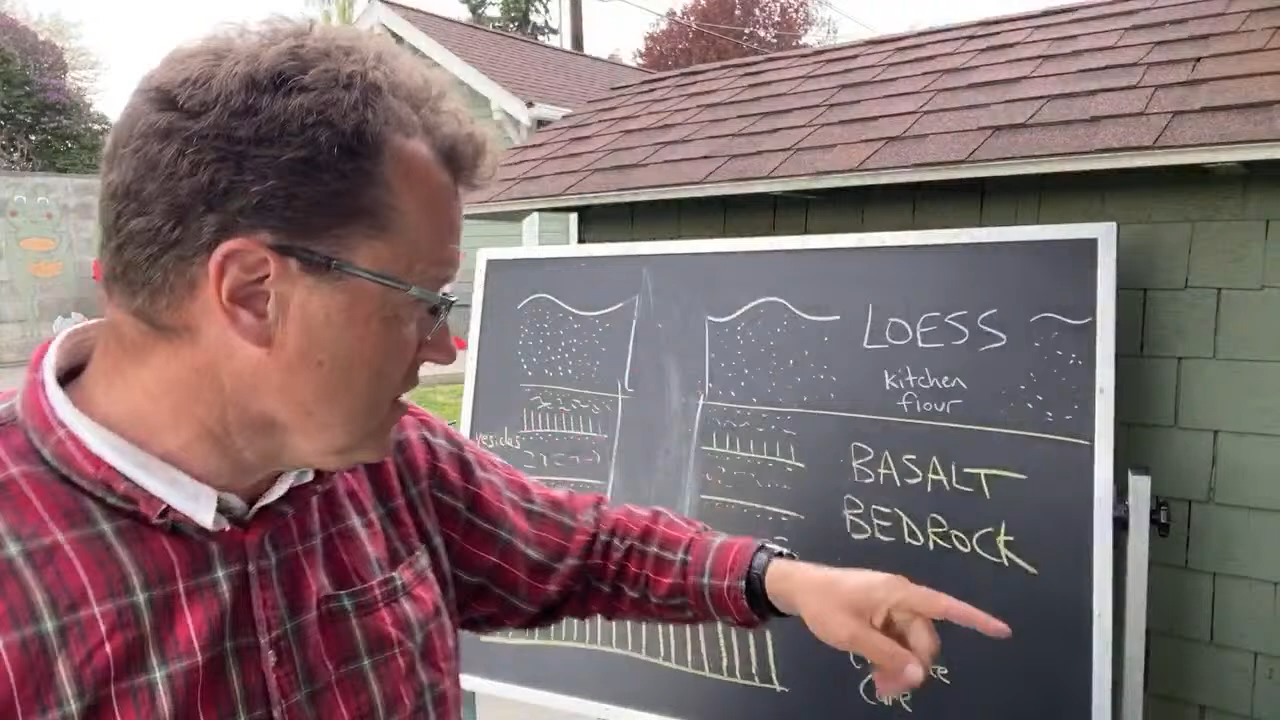 LOESS
kitchen
flour
vesicles
BASALT
BEDROCK